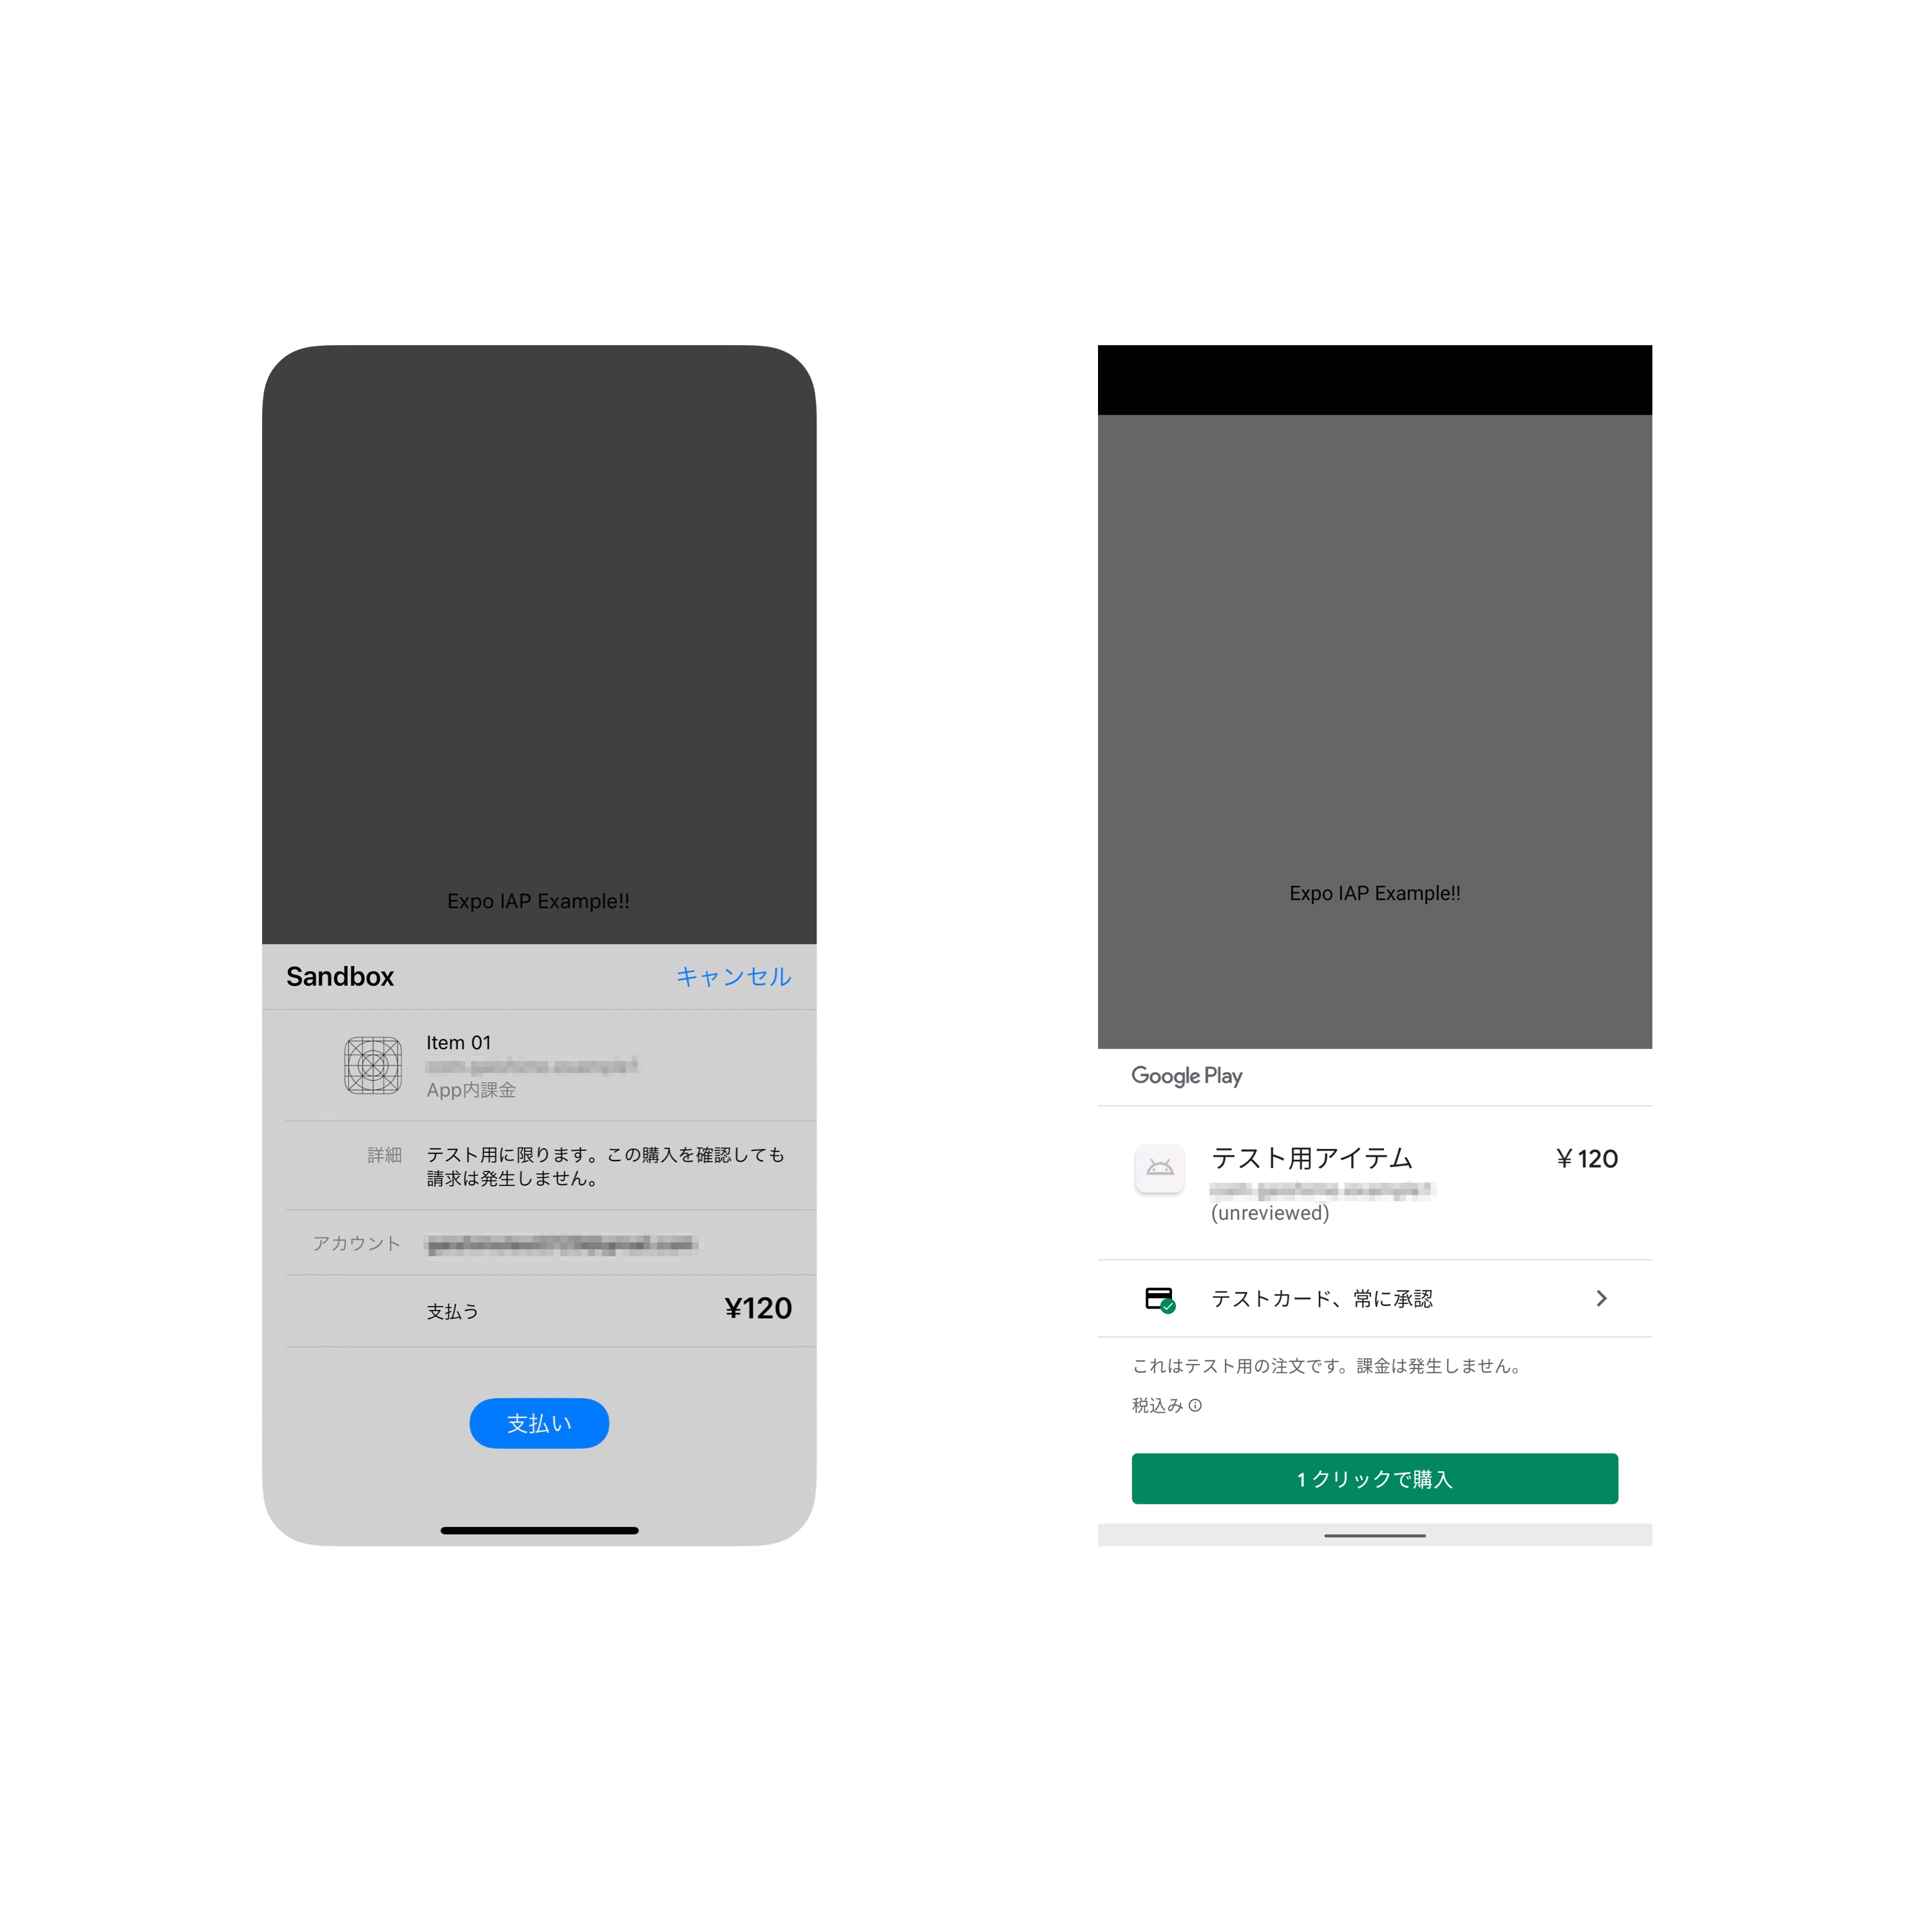 Expo IAP Example!!
Sandbox
キャンセル
Item 01
App内課金
詳細
テスト用に限ります。この購入を確認しても
請求は発生しません。
アカウント
支払う
¥120
支払い
Expo IAP Example!!
Google Play
テスト用アイテム
¥120
(unreviewed)
テストカード、常に承認
これはテスト用の注文です。課金は発生しません。
税込み
1 クリックで購入